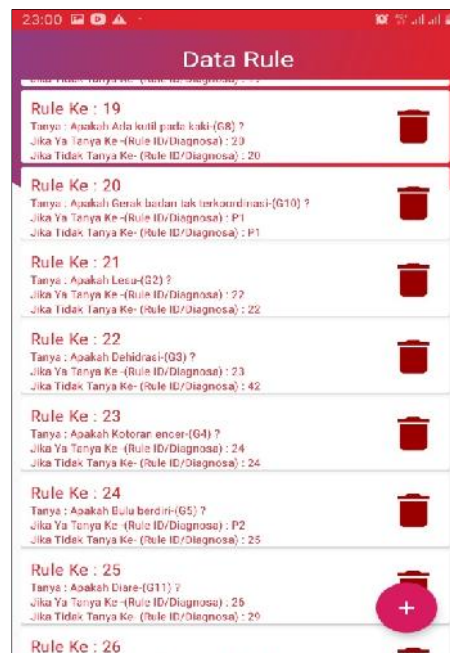 23:00
Data Rule
Rule Ke : 19
Tanya : Apakah Ada kutil pada kaki-(G8) ?
Jika Ya Tanya Ke -(Rule ID/Diagnosa) : 20
Jika Tidak Tanya Ke- (Rule ID/Diagnosa) : 20
Rule Ke : 20
Tanya : Apakah Gerak badan tak terkoordinasi-(G10) ?
Jika Ya Tanya Ke -(Rule ID/Diagnosa) : P1
Jika Tidak Tanya Ke- (Rule ID/Diagnosa) : P1
Rule Ke : 21
Tanya : Apakah Lesu-(G2) ?
Jika Ya Tanya Ke -(Rule ID/Diagnosa) : 22
Jika Tidak Tanya Ke- (Rule ID/Diagnosa) : 22
Rule Ke : 22
Tanya : Apakah Dehidrasi-(G3) ?
Jika Ya Tanya Ke -(Rule ID/Diagnosa) : 23
Jika Tidak Tanya Ke- (Rule ID/Diagnosa) : 42
Rule Ke : 23
Tanya : Apakah Kotoran encer-(G4) ?
Jika Ya Tanya Ke -(Rule ID/Diagnosa) : 24
Jika Tidak Tanya Ke- (Rule ID/Diagnosa) : 24
Rule Ke : 24
Tanya : Apakah Bulu berdiri-(G5) ?
Jika Ya Tanya Ke -(Rule ID/Diagnosa) : P2
Jika Tidak Tanya Ke- (Rule ID/Diagnosa) : 25
Rule Ke : 25
Tanya : Apakah Diare-(G11) ?
Jika Ya Tanya Ke -(Rule ID/Diagnosa) : 26
Jika Tidak Tanya Ke- (Rule ID/Diagnosa) : 29
Rule Ke : 26